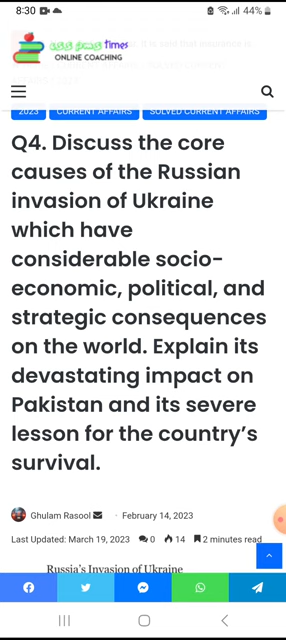 8:30
44%
times
ONLINE COACHING
2023
CURRENT AFFAIRS
SOLVED CURRENT AFFAIRS
Q4. Discuss the core
causes of the Russian
invasion of Ukraine
which have
considerable socio-
economic, political, and
strategic consequences
on the world. Explain its
devastating impact on
Pakistan and its severe
lesson for the country's
survival.
Ghulam Rasool · February 14, 2023
Last Updated: March 19, 2023 0 14 2 minutes read
Russia's Invasion of Ukraine